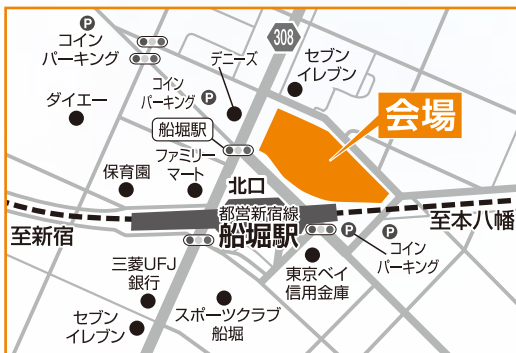 P
コイン
パーキング
308
セブン
イレブン
デニーズ
コイン
パーキング
P
ダイエー
会場
船堀駅
保育園
ファミリー
マート
北口
都営新宿線
船堀駅
至新宿
至本八幡
P
P
コイン
パーキング
三菱UFJ
銀行
東京ベイ
信用金庫
セブン
イレブン
スポーツクラブ
船堀